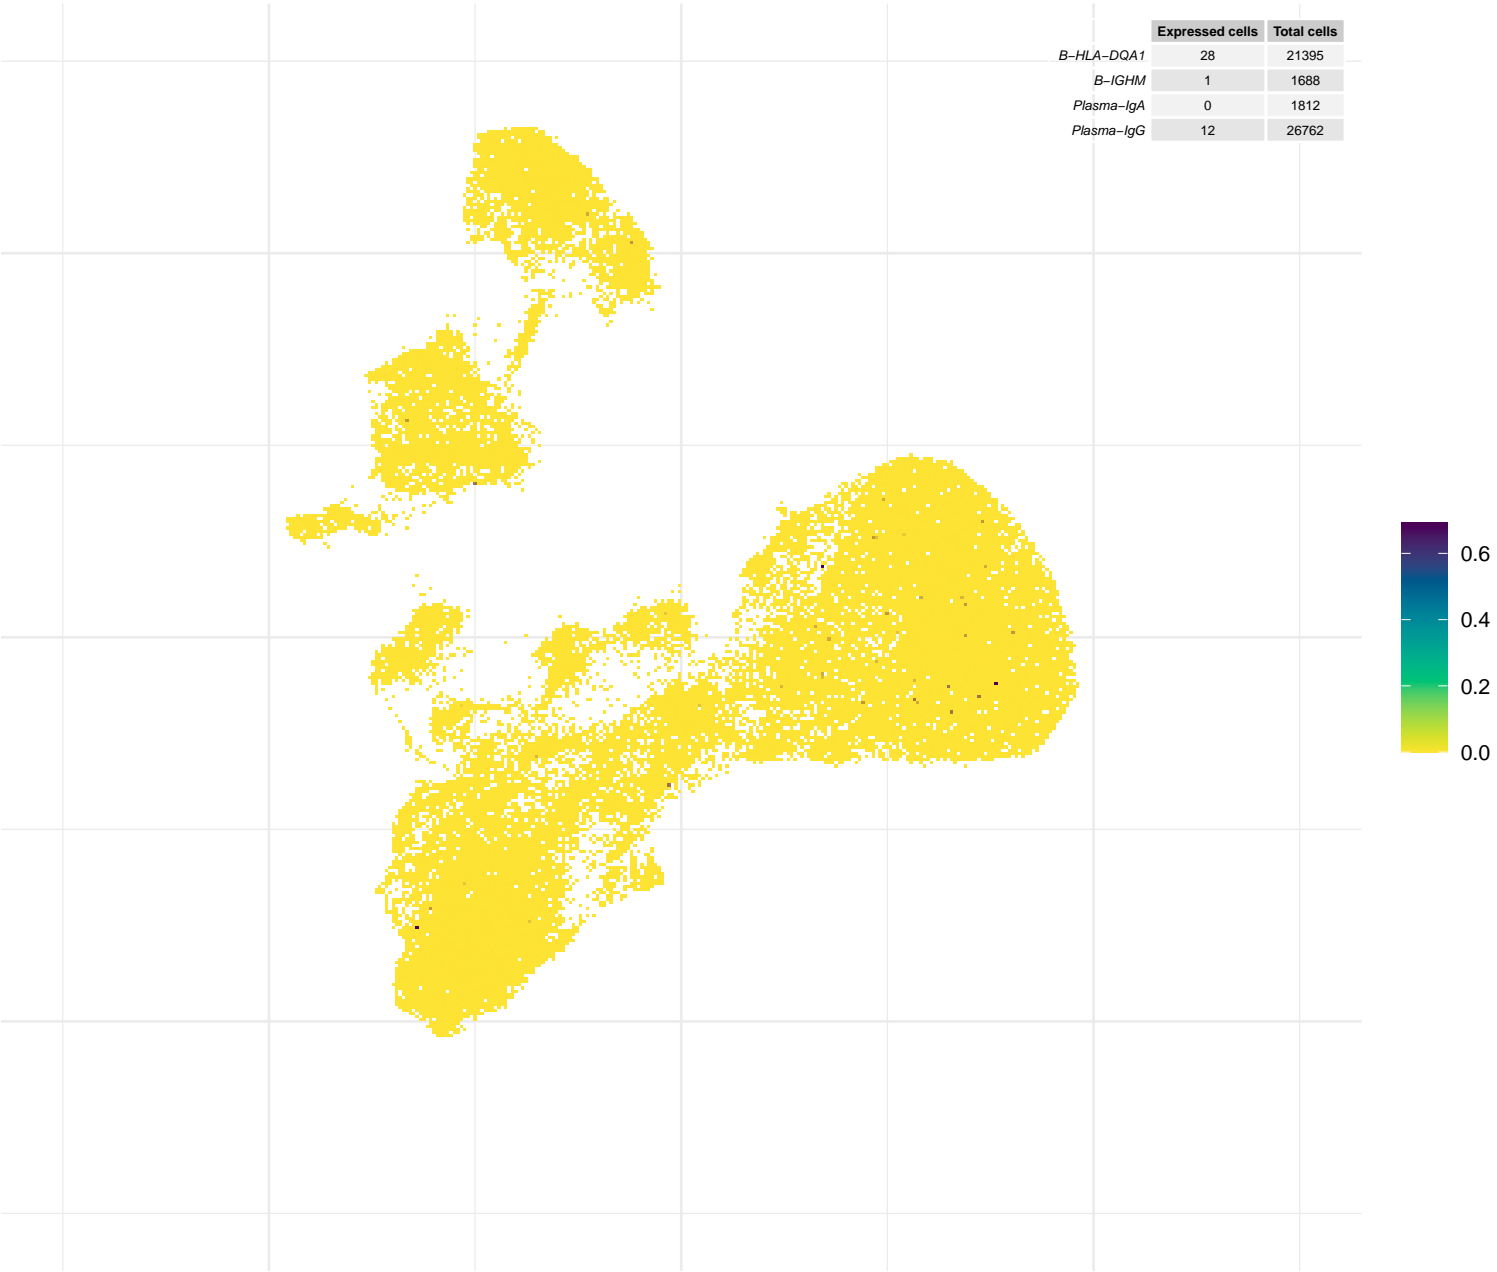 Expressed cells Total cells
B−HLA−DQA1 28 21395
B−IGHM 1 1688
Plasma−IgA 0 1812
Plasma−IgG 12 26762
0.6
0.4
0.2
0.0